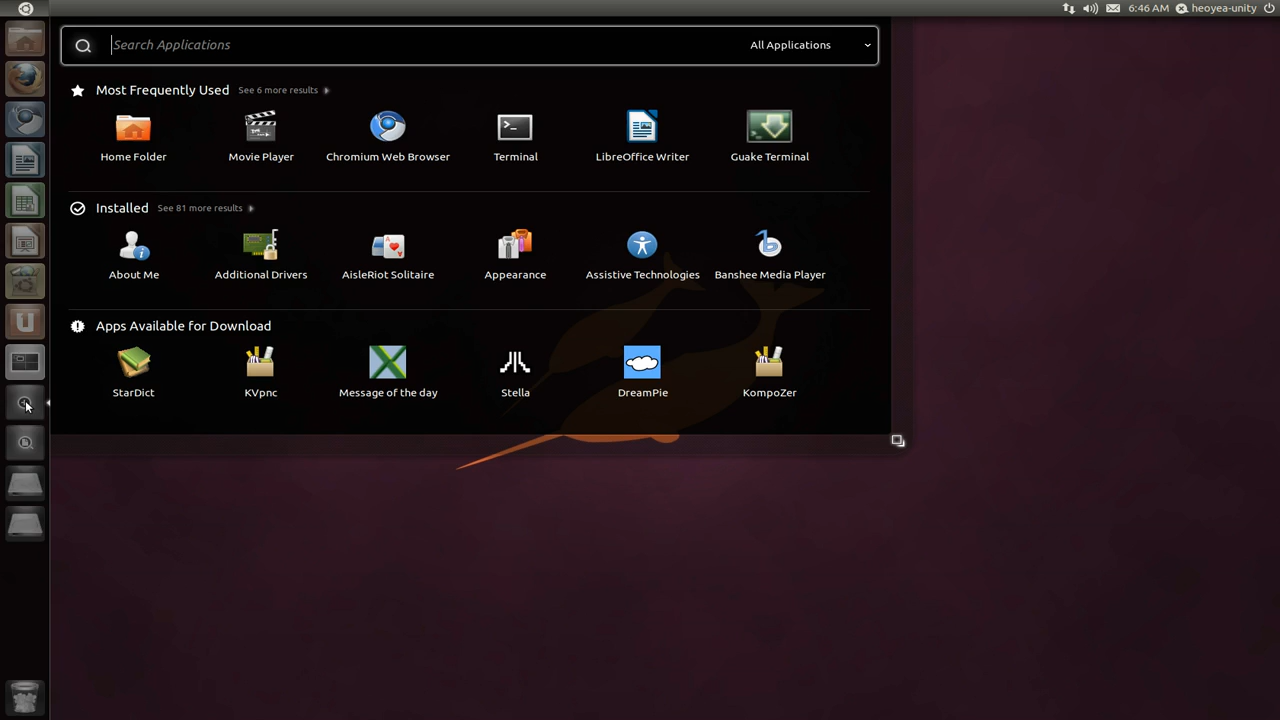 6:46 AM heoyea-unity
Search Applications All Applications
Most Frequently Used See 6 more results
Home Folder Movie Player Chromium Web Browser Terminal LibreOffice Writer Guake Terminal
Installed See 81 more results
About Me Additional Drivers AisleRiot Solitaire Appearance Assistive Technologies Banshee Media Player
Apps Available for Download
StarDict KVpnc Message of the day Stella DreamPie KompoZer